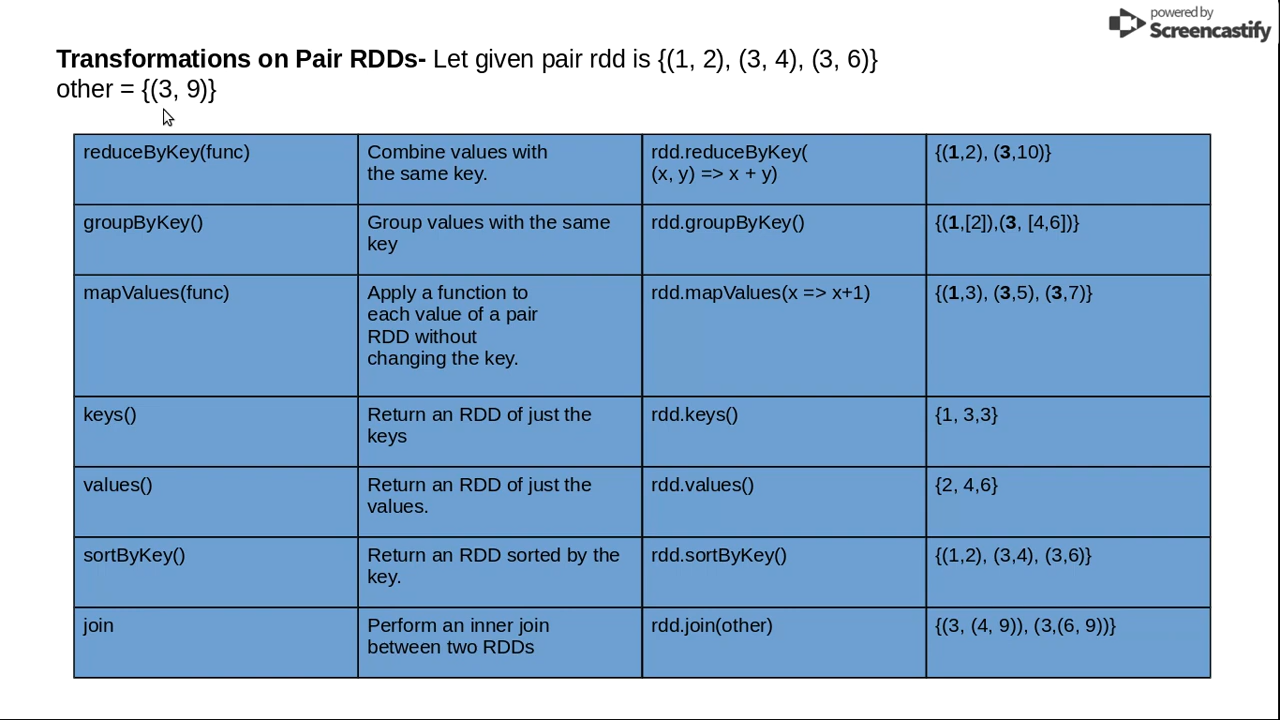 powered by
Screencastify
Transformations on Pair RDDs- Let given pair rdd is {(1, 2), (3, 4), (3, 6)}
other = {(3, 9)}
reduceByKey(func)
Combine values with
the same key.
rdd.reduceByKey(
(x, y) => x + y)
{(1,2), (3,10)}
groupByKey()
Group values with the same
key
rdd.groupByKey()
{(1,[2]),(3, [4,6])}
mapValues(func)
Apply a function to
each value of a pair
RDD without
changing the key.
rdd.mapValues(x => x+1)
{(1,3), (3,5), (3,7)}
keys()
Return an RDD of just the
keys
rdd.keys()
{1, 3,3}
values()
Return an RDD of just the
values.
rdd.values()
{2, 4,6}
sortByKey()
Return an RDD sorted by the
key.
rdd.sortByKey()
{(1,2), (3,4), (3,6)}
join
Perform an inner join
between two RDDs
rdd.join(other)
{(3, (4, 9)), (3,(6, 9))}